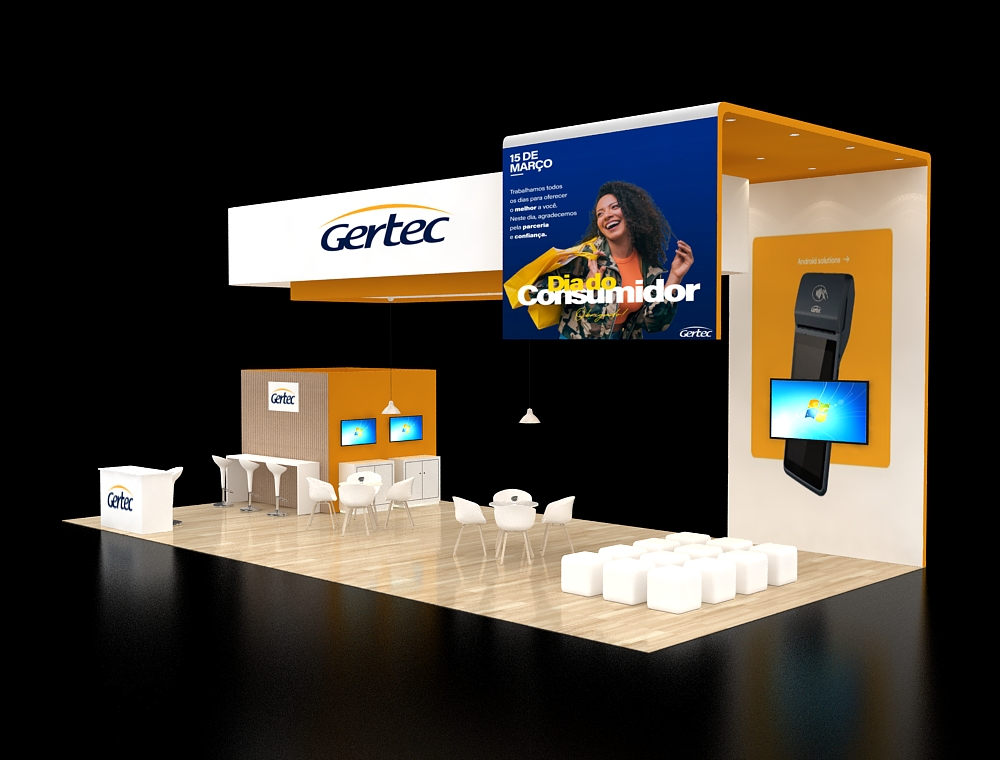 Gertec
15 DE
MARÇO
Trabalhamos todos
os dias para oferecer
o melhor a você.
Neste dia, agradecemos
pela parceria
e confiança.
Dia do
Consumidor
Obrigado!
Gertec
Android solutions →
Gertec
Gertec